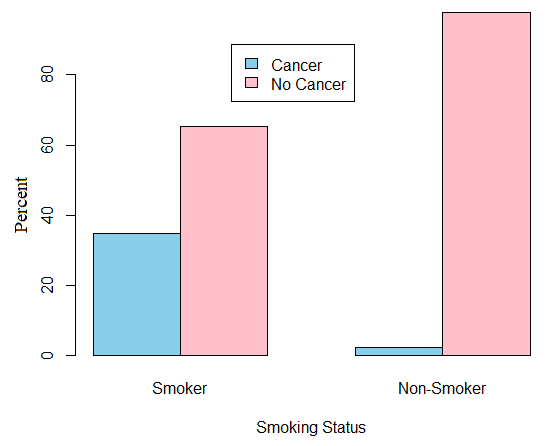 Cancer
No Cancer
80
60
40
20
0
Percent
Smoker
Non-Smoker
Smoking Status